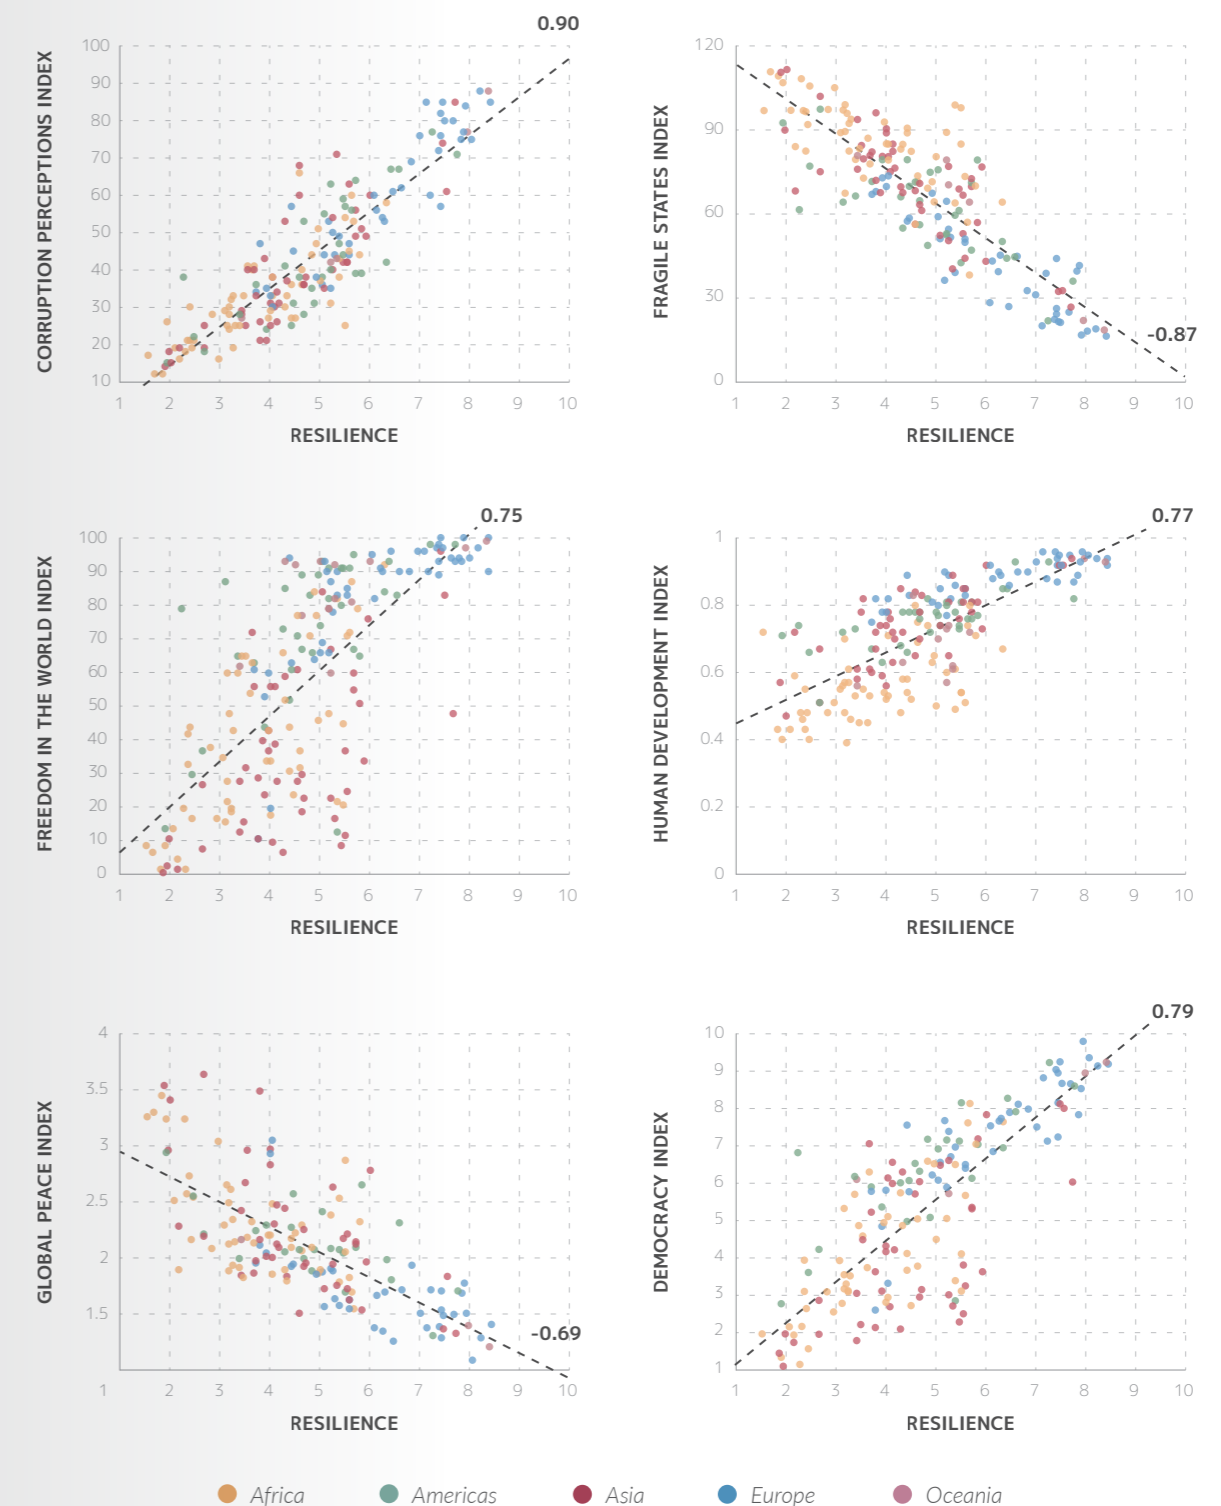 0.90
CORRUPTION PERCEPTIONS INDEX
100
90
80
70
60
50
40
30
20
10
1 2 3 4 5 6 7 8 9 10
RESILIENCE
FRAGILE STATES INDEX
120
90
60
30
0
-0.87
1 2 3 4 5 6 7 8 9 10
RESILIENCE
0.75
FREEDOM IN THE WORLD INDEX
100
90
80
70
60
50
40
30
20
10
0
1 2 3 4 5 6 7 8 9 10
RESILIENCE
0.77
HUMAN DEVELOPMENT INDEX
1
0.8
0.6
0.4
0.2
0
1 2 3 4 5 6 7 8 9 10
RESILIENCE
GLOBAL PEACE INDEX
4
3.5
3
2.5
2
1.5
-0.69
1 2 3 4 5 6 7 8 9 10
RESILIENCE
0.79
DEMOCRACY INDEX
10
9
8
7
6
5
4
3
2
1
1 2 3 4 5 6 7 8 9 10
RESILIENCE
Africa Americas Asia Europe Oceania